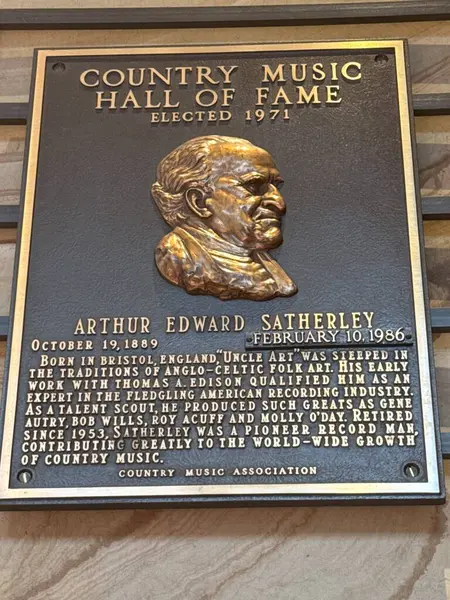 COUNTRY MUSIC
HALL OF FAME
ELECTED 1971
ARTHUR EDWARD SATHERLEY
OCTOBER 19, 1889 FEBRUARY 10, 1986
BORN IN BRISTOL, ENGLAND, "UNCLE ART" WAS STEEPED IN
THE TRADITIONS OF ANGLO-CELTIC FOLK ART. HIS EARLY
WORK WITH THOMAS A. EDISON QUALIFIED HIM AS AN
EXPERT IN THE FLEDGLING AMERICAN RECORDING INDUSTRY.
AS A TALENT SCOUT, HE PRODUCED SUCH GREATS AS GENE
AUTRY, BOB WILLS, ROY ACUFF AND MOLLY O'DAY. RETIRED
SINCE 1953, SATHERLEY WAS A PIONEER RECORD MAN,
CONTRIBUTING GREATLY TO THE WORLD-WIDE GROWTH
OF COUNTRY MUSIC.
COUNTRY MUSIC ASSOCIATION